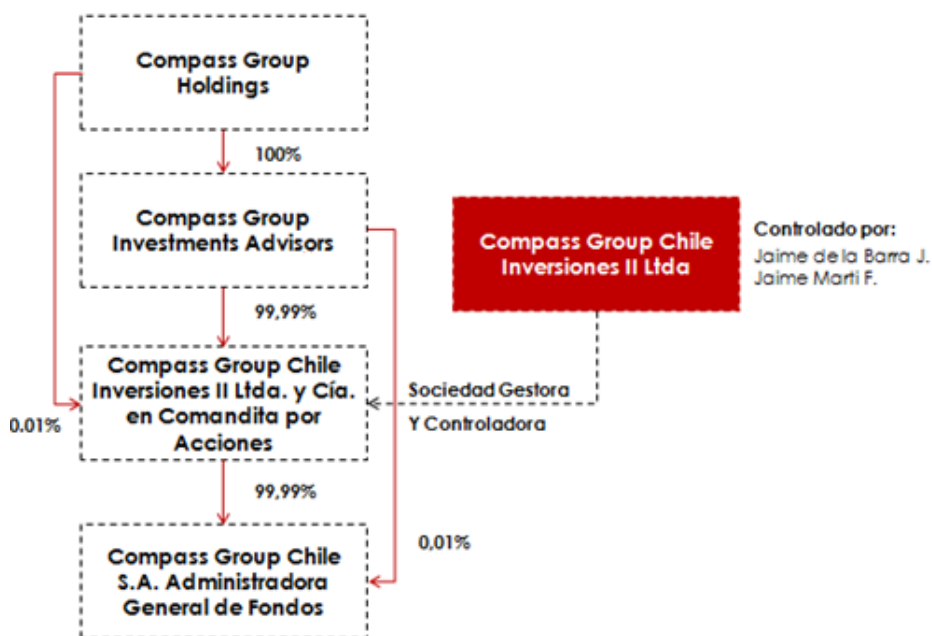 Compass Group
Holdings
100%
Compass Group
Investments Advisors
Compass Group Chile
Inversiones II Ltda
Controlado por:
Jaime de la Barra J.
Jaime Marti F.
99,99%
Compass Group Chile
Inversiones II Ltda. y Cía.
en Comandita por
Acciones
Sociedad Gestora
Y Controladora
0.01%
99,99%
0,01%
Compass Group Chile
S.A. Administradora
General de Fondos